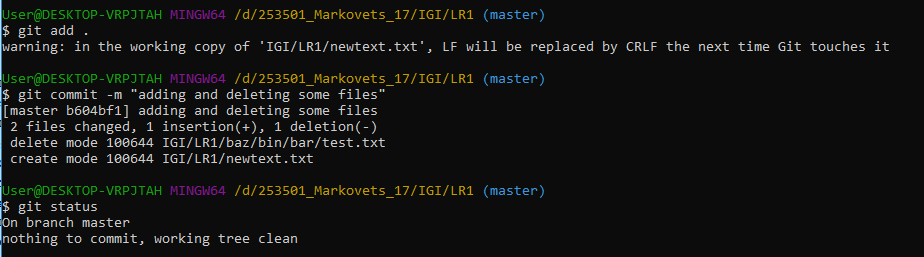 User@DESKTOP-VRPJTAH MINGW64 /d/253501_Markovets_17/IGI/LR1 (master)
$ git add .
warning: in the working copy of 'IGI/LR1/newtext.txt', LF will be replaced by CRLF the next time Git touches it
User@DESKTOP-VRPJTAH MINGW64 /d/253501_Markovets_17/IGI/LR1 (master)
$ git commit -m "adding and deleting some files"
[master b604bf1] adding and deleting some files
2 files changed, 1 insertion(+), 1 deletion(-)
delete mode 100644 IGI/LR1/baz/bin/bar/test.txt
create mode 100644 IGI/LR1/newtext.txt
User@DESKTOP-VRPJTAH MINGW64 /d/253501_Markovets_17/IGI/LR1 (master)
$ git status
On branch master
nothing to commit, working tree clean